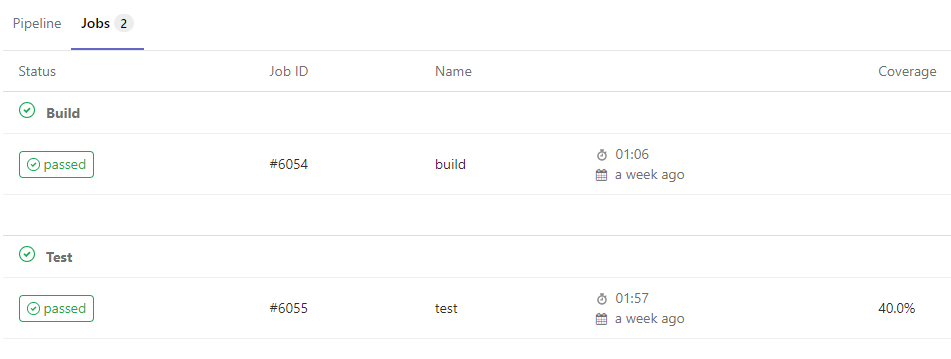 Pipeline Jobs 2
Status Job ID Name Coverage
Build
passed #6054 build 01:06
a week ago
Test
passed #6055 test 01:57 40.0%
a week ago